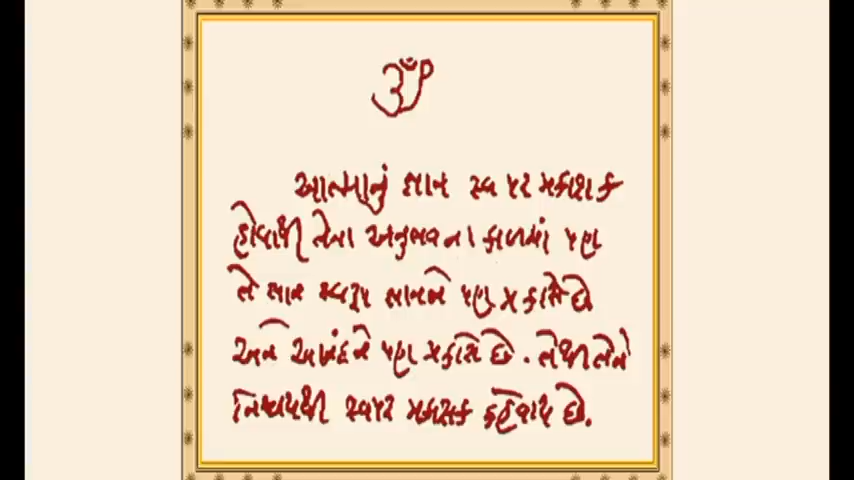 ૐ
આત્માનું જ્ઞાન સ્વ પર પ્રકાશક
હોવાથી તેના અનુભવના કાળમાં પણ
તે જ્ઞાન સ્વરૂપ જ્ઞાનને પણ પ્રકાશે છે
અને આનંદને પણ પ્રકાશે છે. તેથી તેને
નિશ્ચયથી સ્વપર પ્રકાશક કહેવાય છે.